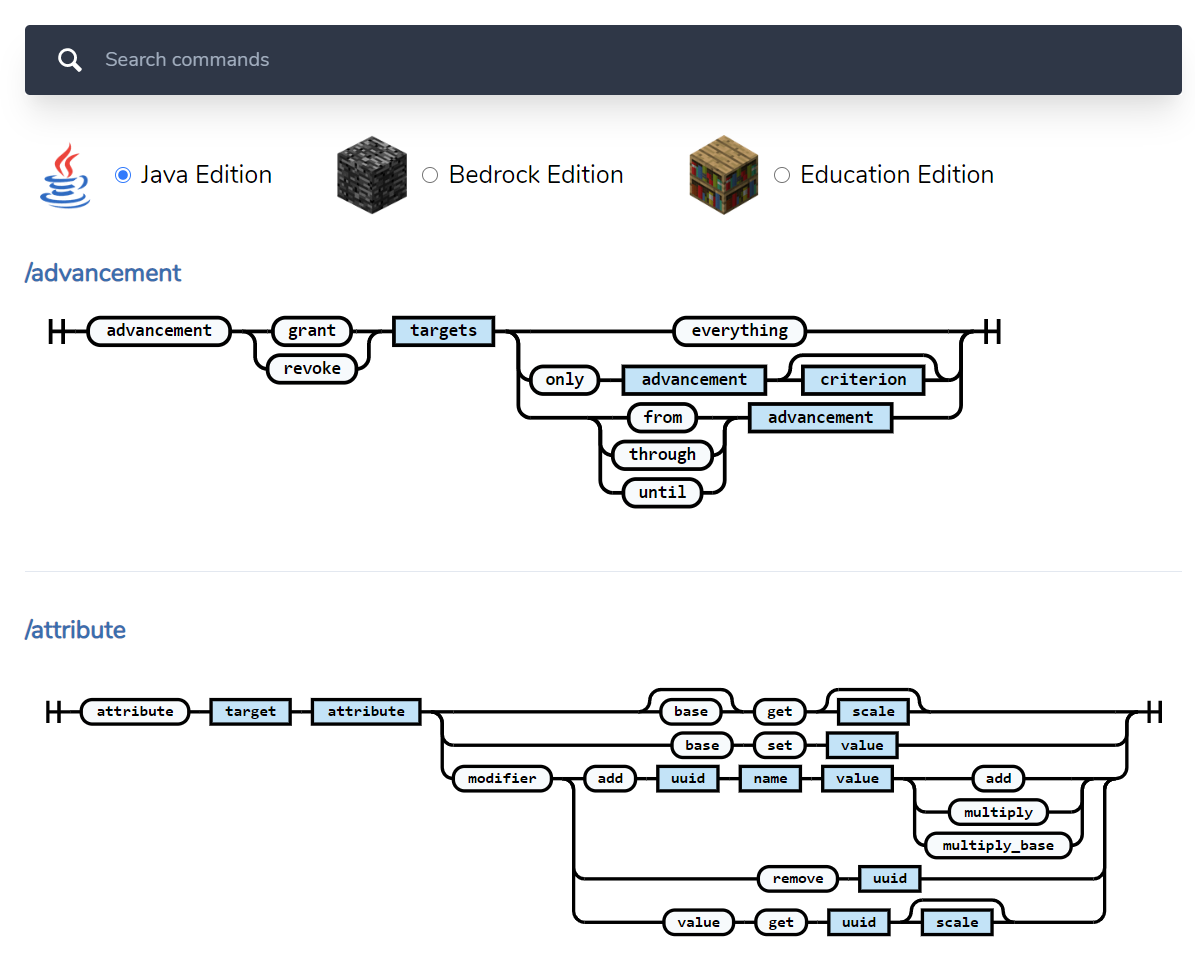 Search commands
Java Edition Bedrock Edition Education Edition
/advancement
advancement grant targets everything
revoke
only advancement criterion
from advancement
through
until
/attribute
attribute target attribute base get scale
base set value
modifier add uuid name value add
multiply
multiply_base
remove uuid
value get uuid scale